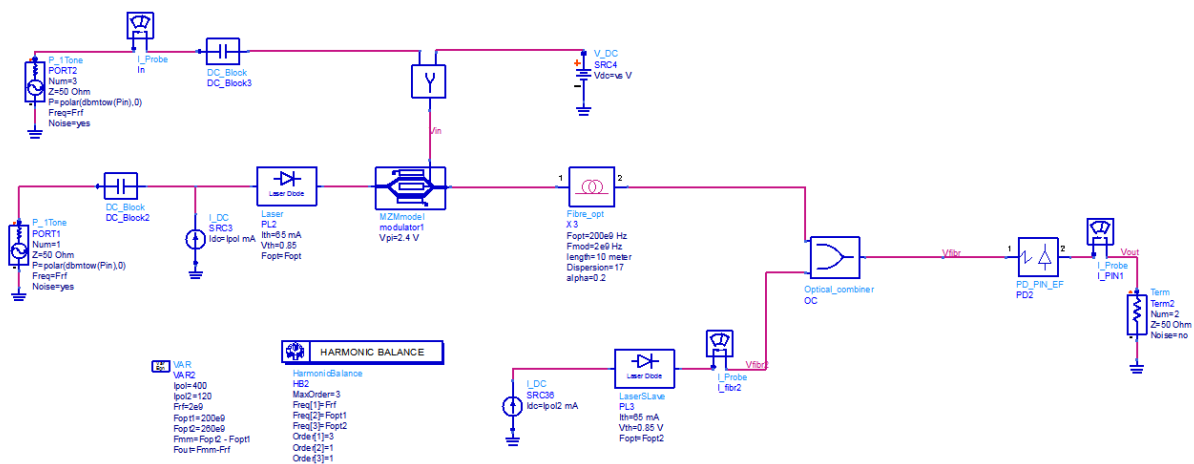 P_1Tone
PORT2
Num=3
Z=50 Ohm
P=polar(dbmtow(Pin),0)
Freq=Frf
Noise=yes
I_Probe
In
DC_Block
DC_Block3
V_DC
SRC4
Vdc=vs V
Vin
P_1Tone
PORT1
Num=1
Z=50 Ohm
P=polar(dbmtow(Pin),0)
Freq=Frf
Noise=yes
DC_Block
DC_Block2
I_DC
SRC3
Idc=Ipol mA
Laser Diode
Laser
PL2
Ith=65 mA
Vth=0.85
Fopt=Fopt
MZMmodel
modulator1
Vpi=2.4 V
1
2
Fibre_opt
X3
Fopt=200e9 Hz
Fmod=2e9 Hz
length=10 meter
Dispersion=17
alpha=0.2
Optical_combiner
OC
Vfibr
1
2
PD_PIN_EF
PD2
I_Probe
I_PIN1
Vout
Term
Term2
Num=2
Z=50 Ohm
Noise=no
Var
Eqn
VAR
VAR2
Ipol=400
Ipol2=120
Frf=2e9
Fopt1=200e9
Fopt2=260e9
Fmm=Fopt2 - Fopt1
Fout=Fmm-Frf
HARMONIC BALANCE
HarmonicBalance
HB2
MaxOrder=3
Freq[1]=Frf
Freq[2]=Fopt1
Freq[3]=Fopt2
Order[1]=3
Order[2]=1
Order[3]=1
I_DC
SRC36
Idc=Ipol2 mA
Laser Diode
LaserSLave
PL3
Ith=65 mA
Vth=0.85 V
Fopt=Fopt2
I_Probe
I_fibr2
Vfibr2